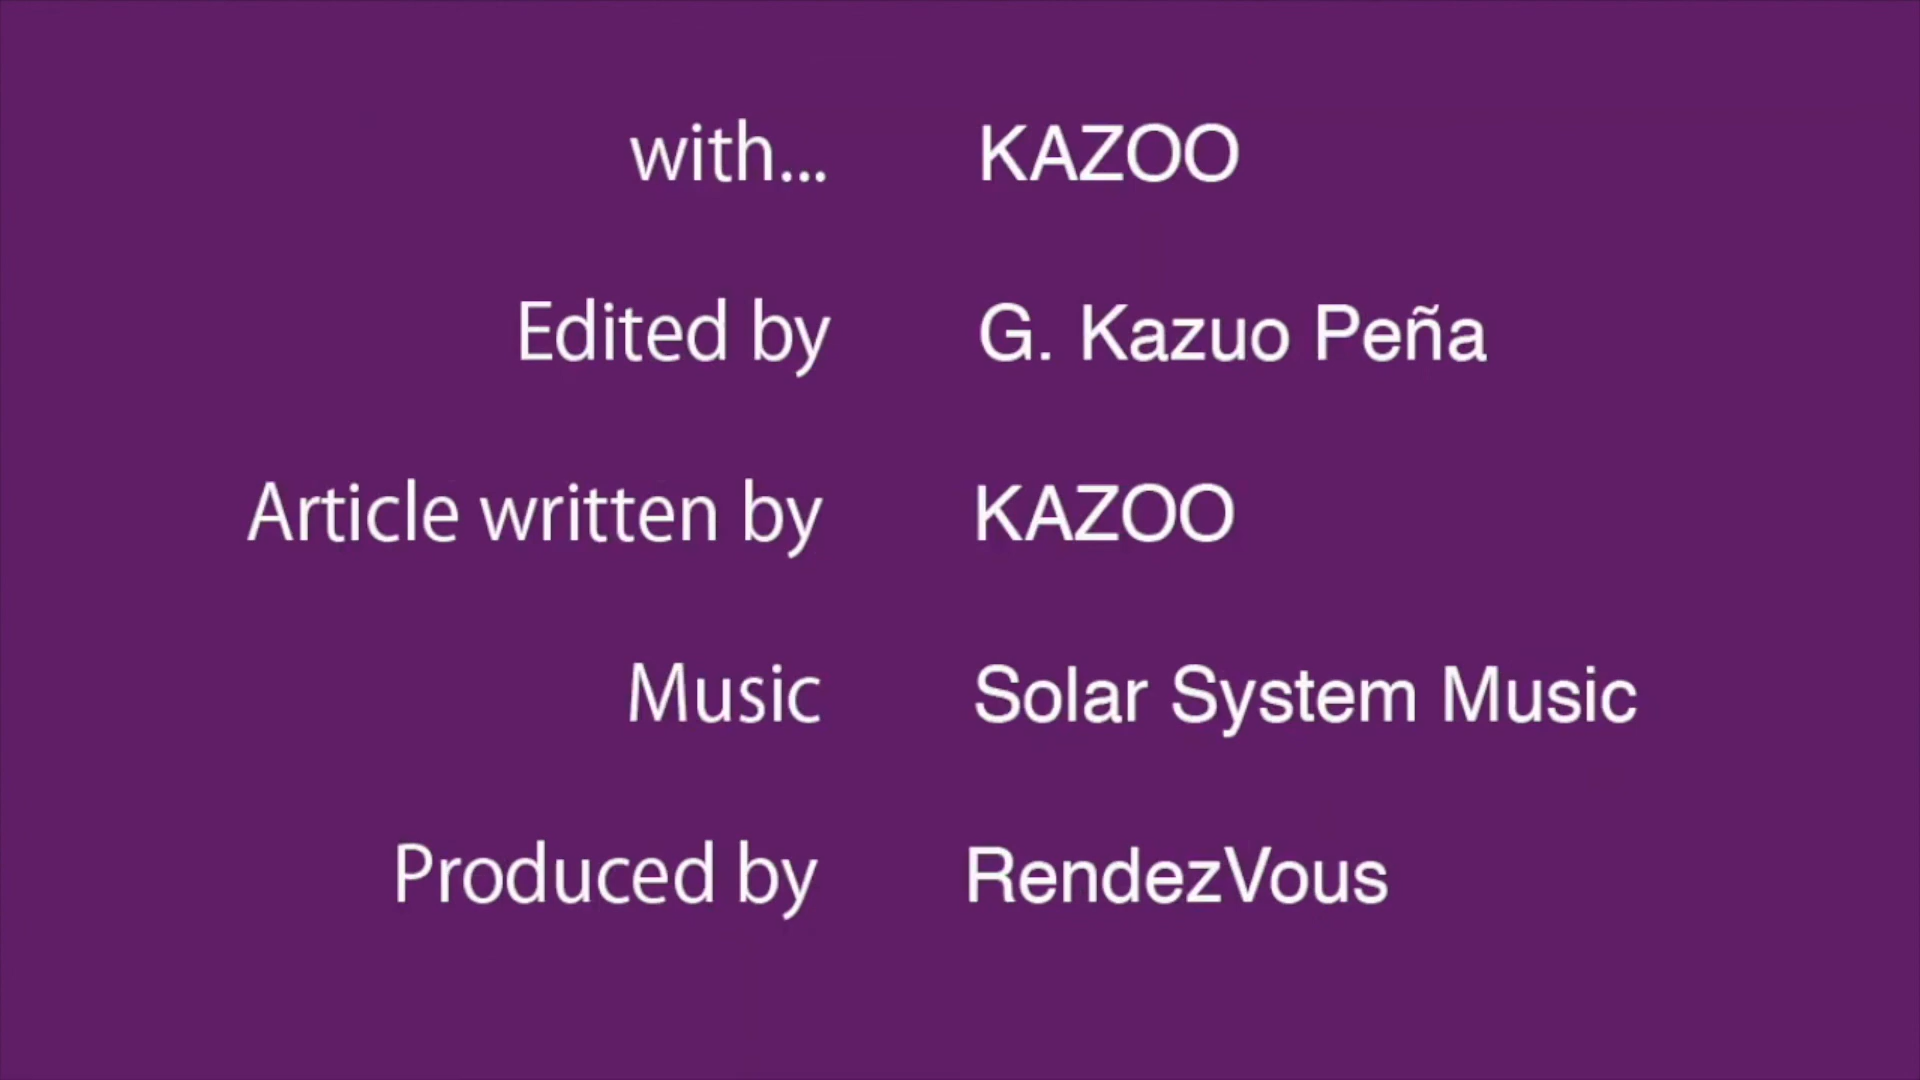 with... KAZOO
Edited by G. Kazuo Peña
Article written by KAZOO
Music Solar System Music
Produced by RendezVous